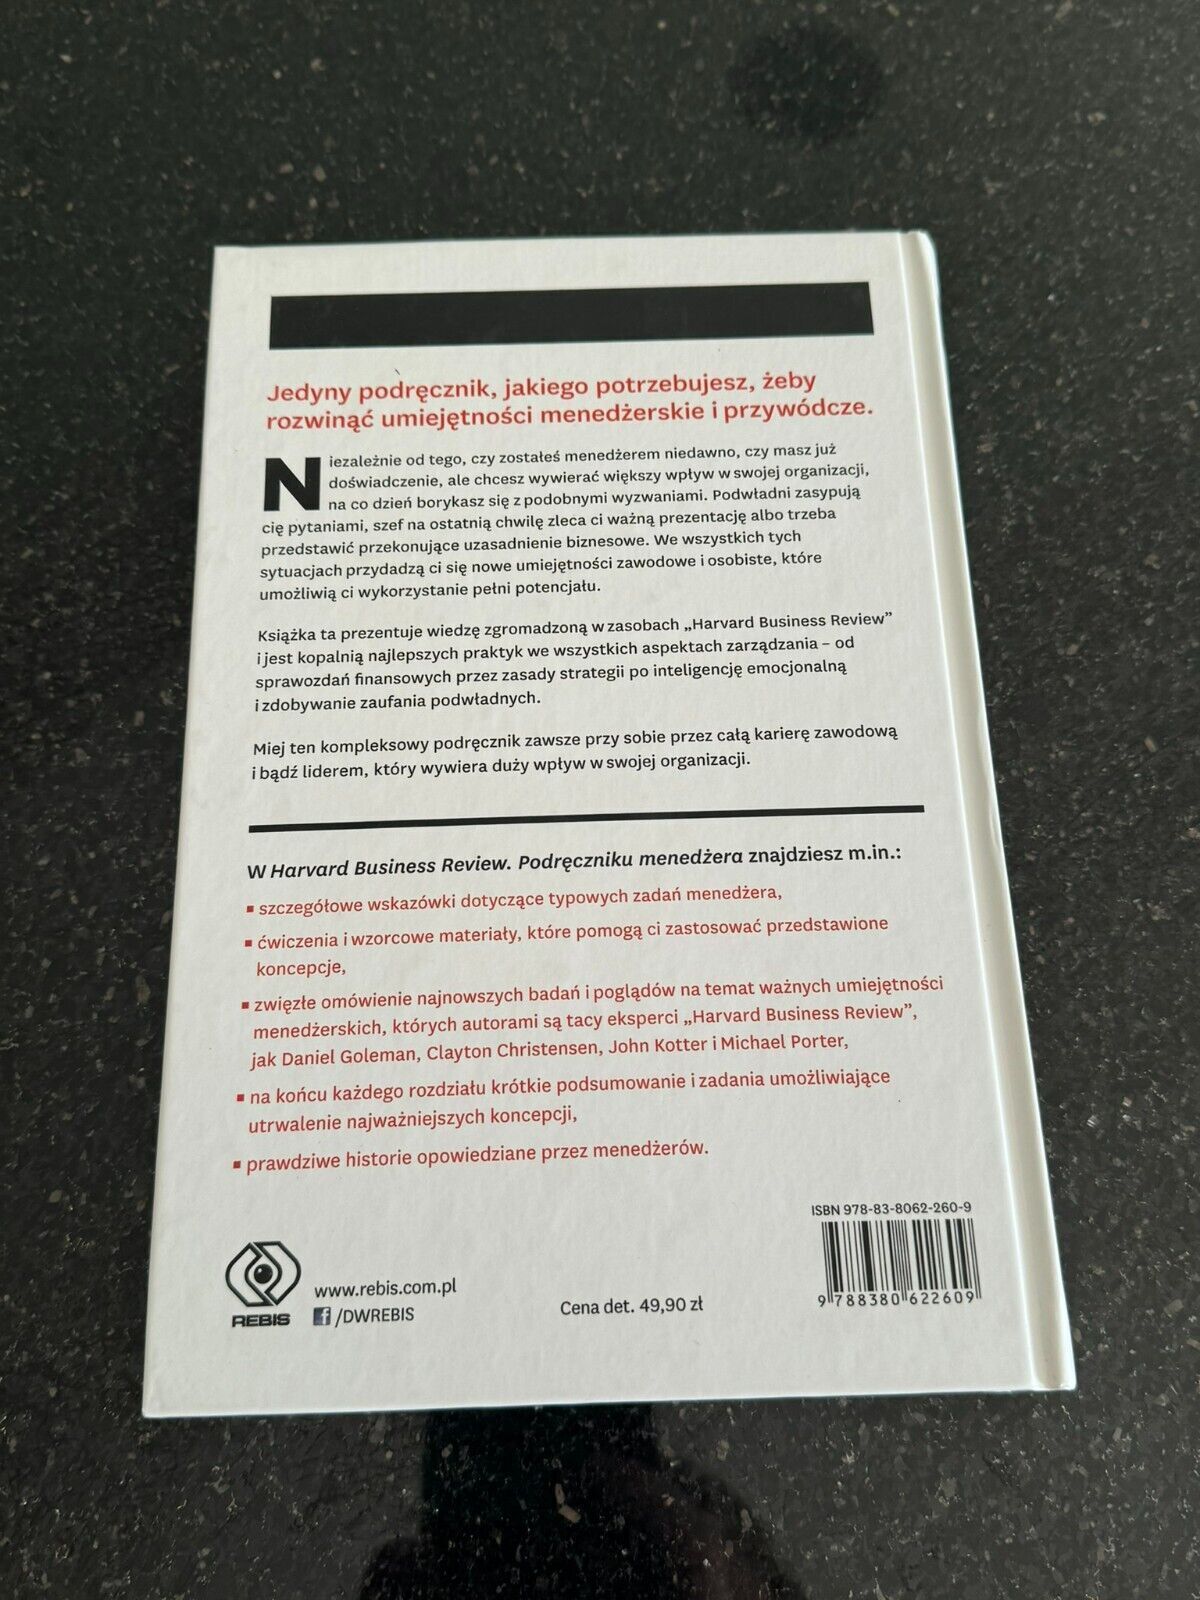 Jedyny podręcznik, jakiego potrzebujesz, żeby
rozwinąć umiejętności menedżerskie i przywódcze.
Niezależnie od tego, czy zostałeś menedżerem niedawno, czy masz już
doświadczenie, ale chcesz wywierać większy wpływ w swojej organizacji,
na co dzień borykasz się z podobnymi wyzwaniami. Podwładni zasypują
cię pytaniami, szef na ostatnią chwilę zleca ci ważną prezentację albo trzeba
przedstawić przekonujące uzasadnienie biznesowe. We wszystkich tych
sytuacjach przydadzą ci się nowe umiejętności zawodowe i osobiste, które
umożliwią ci wykorzystanie pełni potencjału.
Książka ta prezentuje wiedzę zgromadzoną w zasobach „Harvard Business Review”
i jest kopalnią najlepszych praktyk we wszystkich aspektach zarządzania – od
sprawozdań finansowych przez zasady strategii po inteligencję emocjonalną
i zdobywanie zaufania podwładnych.
Miej ten kompleksowy podręcznik zawsze przy sobie przez całą karierę zawodową
i bądź liderem, który wywiera duży wpływ w swojej organizacji.
W Harvard Business Review. Podręczniku menedżera znajdziesz m.in.:
▪ szczegółowe wskazówki dotyczące typowych zadań menedżera,
▪ ćwiczenia i wzorcowe materiały, które pomogą ci zastosować przedstawione
koncepcje,
▪ zwięzłe omówienie najnowszych badań i poglądów na temat ważnych umiejętności
menedżerskich, których autorami są tacy eksperci „Harvard Business Review”,
jak Daniel Goleman, Clayton Christensen, John Kotter i Michael Porter,
▪ na końcu każdego rozdziału krótkie podsumowanie i zadania umożliwiające
utrwalenie najważniejszych koncepcji,
▪ prawdziwe historie opowiedziane przez menedżerów.
ISBN 978-83-8062-260-9
9 788380 622609
www.rebis.com.pl
REBIS
f /DWREBIS
Cena det. 49,90 zł